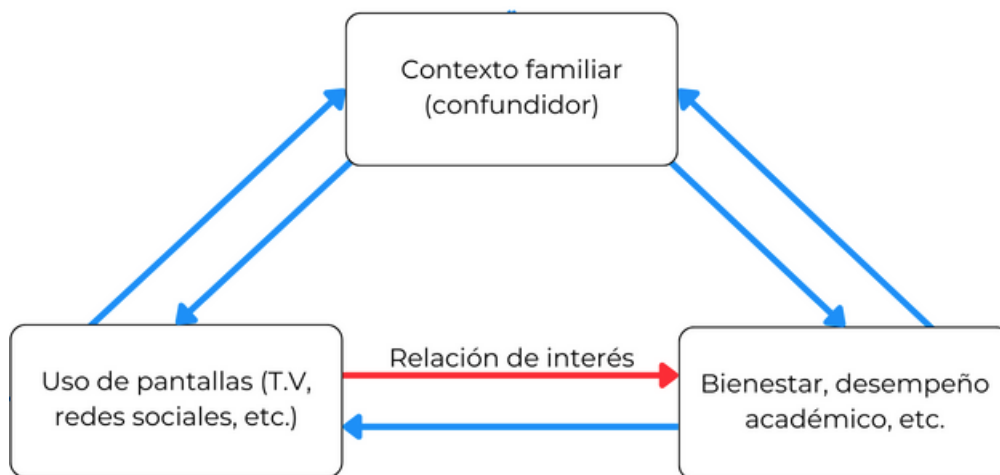 Contexto familiar
(confundidor)
Relación de interés
Uso de pantallas (T.V,
redes sociales, etc.)
Bienestar, desempeño
académico, etc.